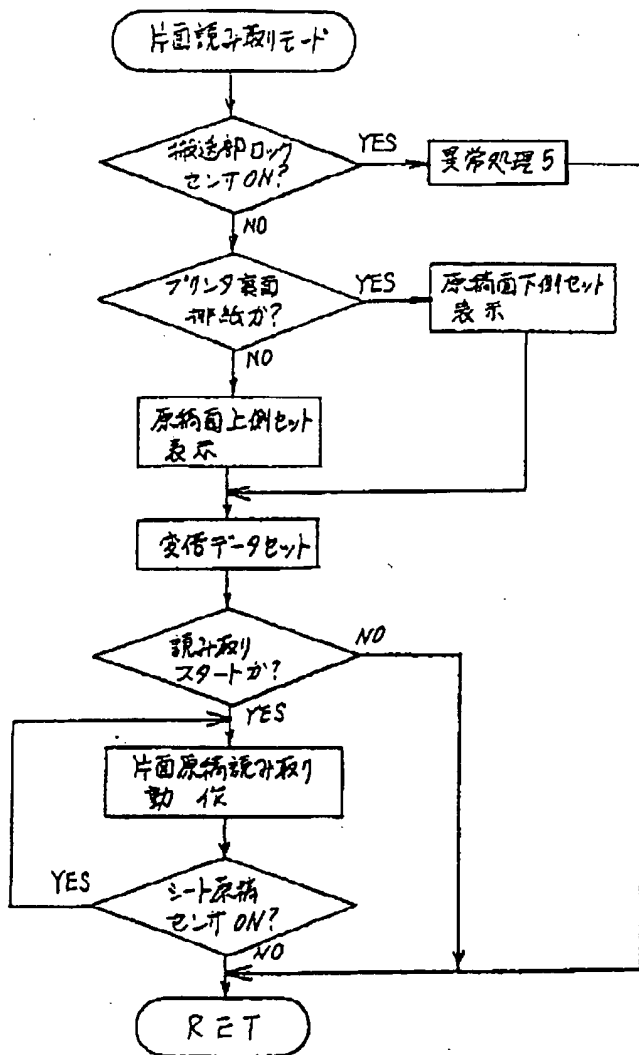 片面読み取りモード
搬送部ロック
センサON?
YES
異常処理5
NO
プリンタ裏面
排紙か?
YES
原稿面下側セット
表示
NO
原稿面上側セット
表示
変倍データセット
読み取り
スタートか?
NO
YES
片面原稿読み取り
動作
YES
シート原稿
センサON?
NO
RET